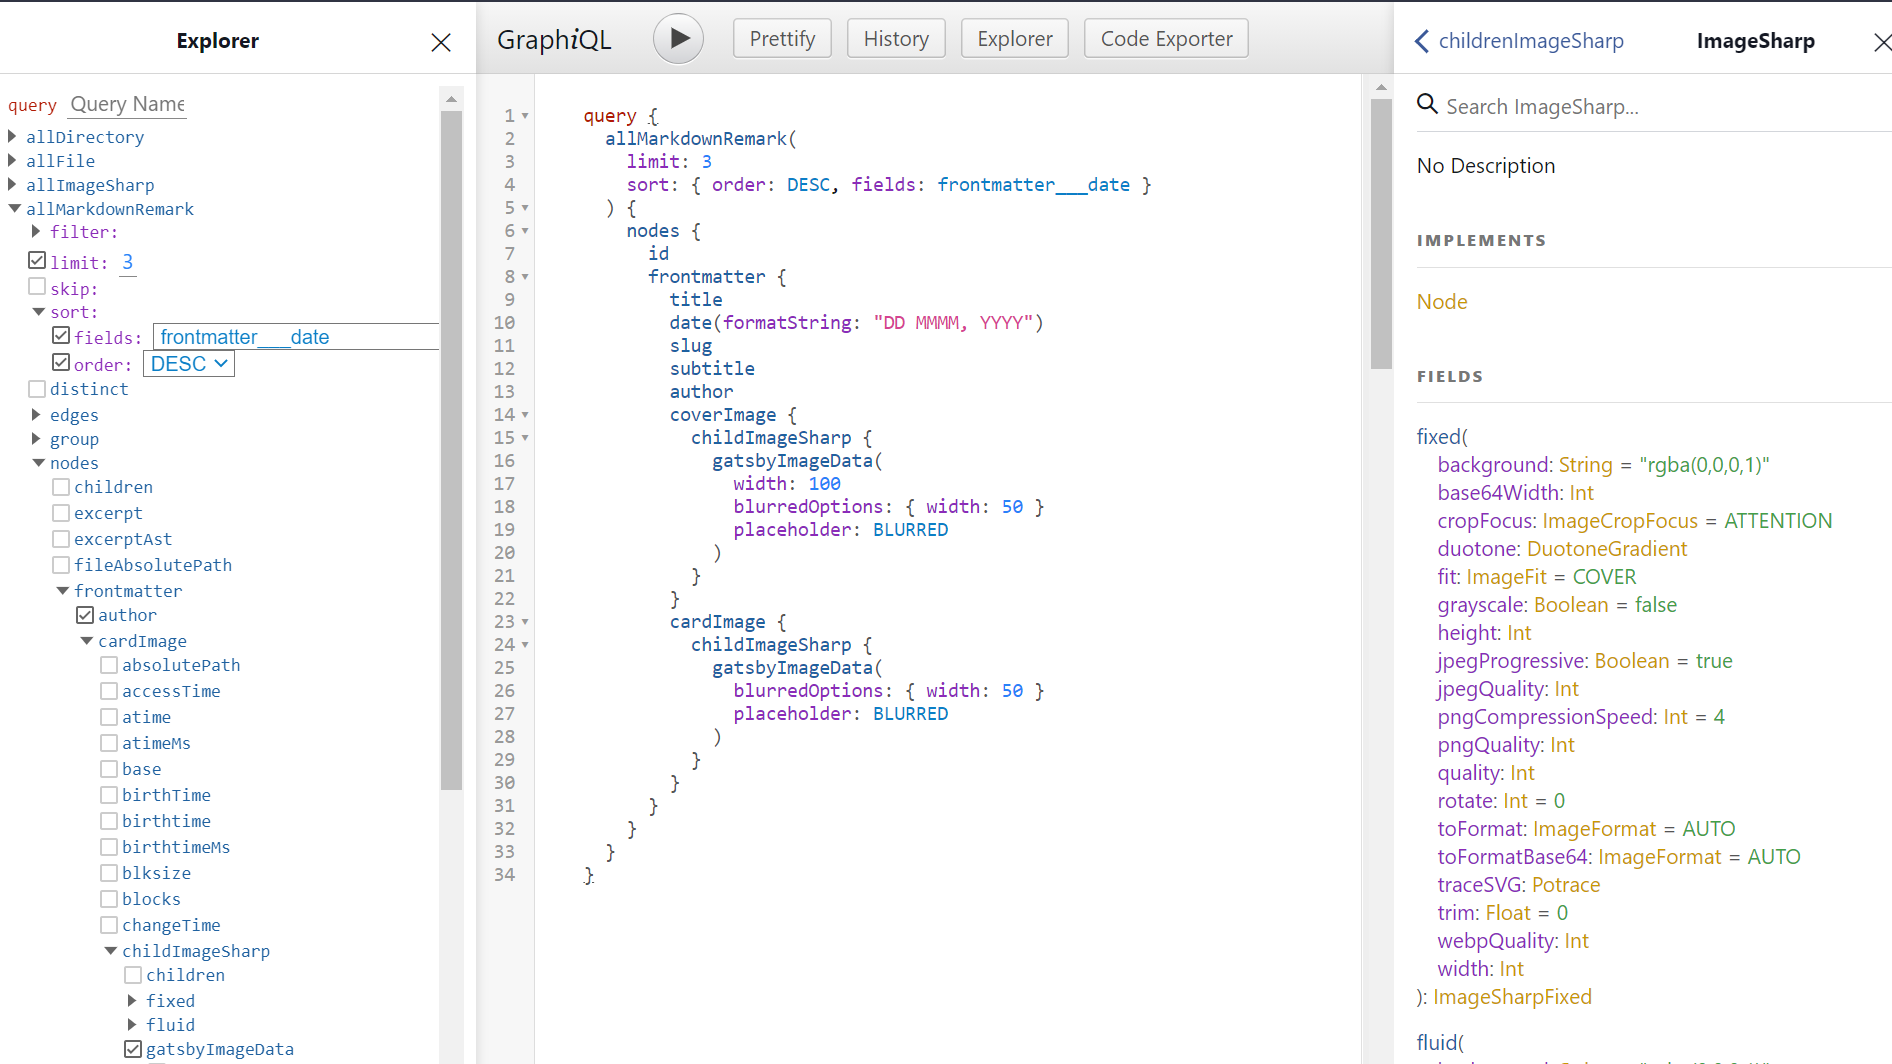 Explorer
query Query Name
allDirectory
allFile
allImageSharp
allMarkdownRemark
filter:
limit: 3
skip:
sort:
fields: frontmatter___date
order: DESC
distinct
edges
group
nodes
children
excerpt
excerptAst
fileAbsolutePath
frontmatter
author
cardImage
absolutePath
accessTime
atime
atimeMs
base
birthTime
birthtime
birthtimeMs
blksize
blocks
changeTime
childImageSharp
children
fixed
fluid
gatsbyImageData
GraphiQL
Prettify
History
Explorer
Code Exporter
1 query {
2 allMarkdownRemark(
3 limit: 3
4 sort: { order: DESC, fields: frontmatter___date }
5 ) {
6 nodes {
7 id
8 frontmatter {
9 title
10 date(formatString: "DD MMMM, YYYY")
11 slug
12 subtitle
13 author
14 coverImage {
15 childImageSharp {
16 gatsbyImageData(
17 width: 100
18 blurredOptions: { width: 50 }
19 placeholder: BLURRED
20 )
21 }
22 }
23 cardImage {
24 childImageSharp {
25 gatsbyImageData(
26 blurredOptions: { width: 50 }
27 placeholder: BLURRED
28 )
29 }
30 }
31 }
32 }
33 }
34 }
childrenImageSharp
ImageSharp
Search ImageSharp...
No Description
IMPLEMENTS
Node
FIELDS
fixed(
background: String = "rgba(0,0,0,1)"
base64Width: Int
cropFocus: ImageCropFocus = ATTENTION
duotone: DuotoneGradient
fit: ImageFit = COVER
grayscale: Boolean = false
height: Int
jpegProgressive: Boolean = true
jpegQuality: Int
pngCompressionSpeed: Int = 4
pngQuality: Int
quality: Int
rotate: Int = 0
toFormat: ImageFormat = AUTO
toFormatBase64: ImageFormat = AUTO
traceSVG: Potrace
trim: Float = 0
webpQuality: Int
width: Int
): ImageSharpFixed
fluid(